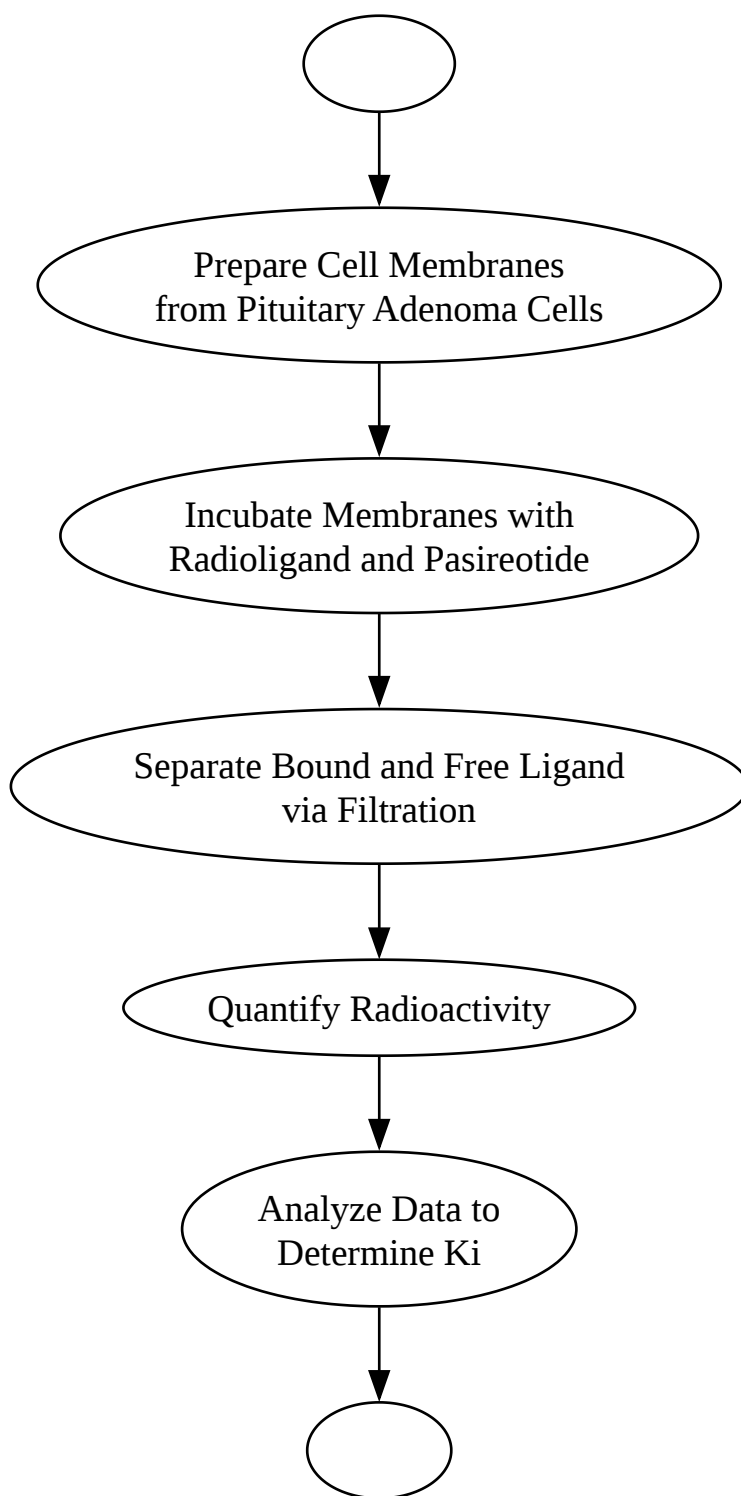 Prepare Cell Membranes
from Pituitary Adenoma Cells
Incubate Membranes with
Radioligand and Pasireotide
Separate Bound and Free Ligand
via Filtration
Quantify Radioactivity
Analyze Data to
Determine Ki